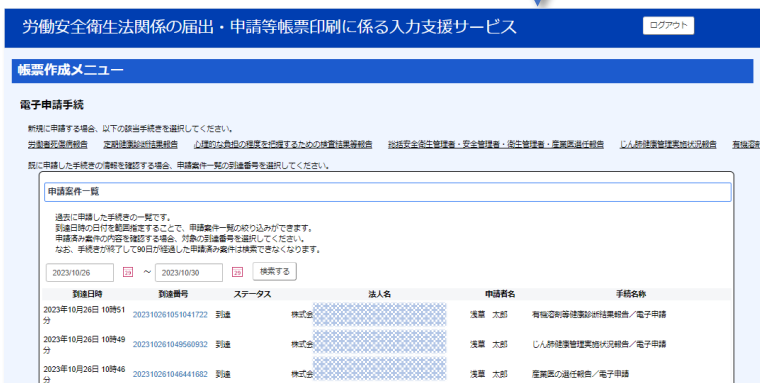 労働安全衛生法関係の届出・申請等帳票印刷に係る入力支援サービス
ログアウト
帳票作成メニュー
電子申請手続
新規に申請する場合、以下の該当手続きを選択してください。
労働者死傷病報告 定期健康診断結果報告 心理的な負担の程度を把握するための検査結果等報告 総括安全衛生管理者・安全管理者・衛生管理者・産業医選任報告 じん肺健康管理実施状況報告 有機溶剤
既に申請した手続きの情報を確認する場合、申請案件一覧の到達番号を選択してください。
申請案件一覧
過去に申請した手続きの一覧です。
到達日時の日付を範囲指定することで、申請案件一覧の絞り込みができます。
申請済み案件の内容を確認する場合、対象の到達番号を選択してください。
なお、手続きが終了して90日が経過した申請済み案件は検索できなくなります。
2023/10/26 ～ 2023/10/30 検索する
到達日時 到達番号 ステータス 法人名 申請者名 手続名称
2023年10月26日 10時51分 202310261051041722 到達 株式会 浅草 太郎 有機溶剤等健康診断結果報告／電子申請
2023年10月26日 10時49分 202310261049560932 到達 株式会 浅草 太郎 じん肺健康管理実施状況報告／電子申請
2023年10月26日 10時46分 202310261046441682 到達 株式会 浅草 太郎 産業医の選任報告／電子申請